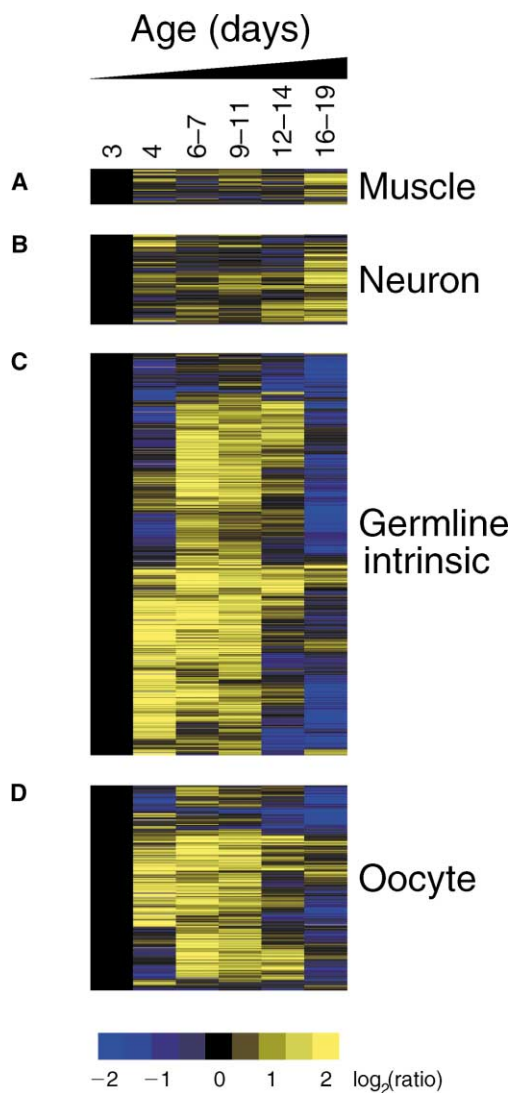 Age (days)
3 4 6–7 9–11 12–14 16–19
A Muscle
B Neuron
C Germline
intrinsic
D Oocyte
−2 −1 0 1 2 log2(ratio)